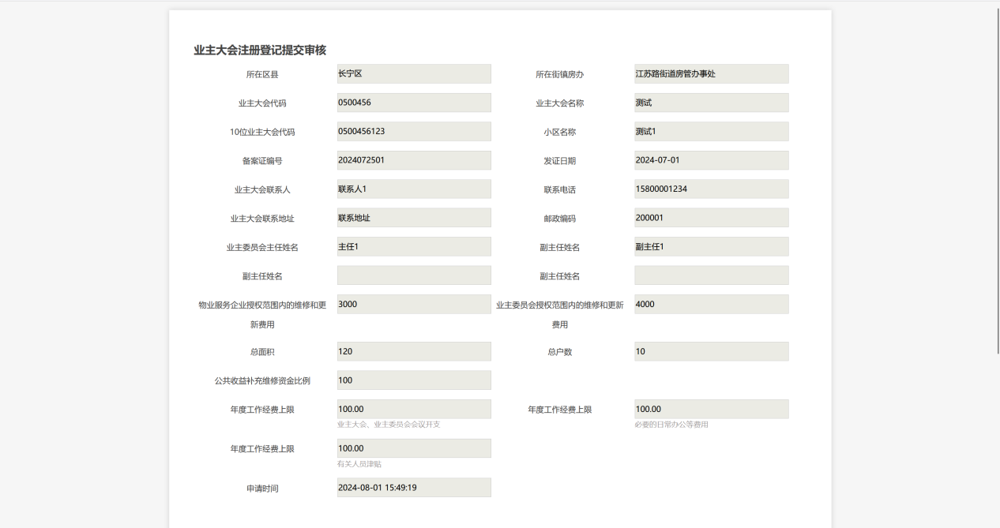 业主大会注册登记提交审核
所在区县 长宁区 所在街镇房办 江苏路街道房管办事处
业主大会代码 0500456 业主大会名称 测试
10位业主大会代码 0500456123 小区名称 测试1
备案证编号 2024072501 发证日期 2024-07-01
业主大会联系人 联系人1 联系电话 15800001234
业主大会联系地址 联系地址 邮政编码 200001
业主委员会主任姓名 主任1 副主任姓名 副主任1
副主任姓名 副主任姓名
物业服务企业授权范围内的维修和更 3000 业主委员会授权范围内的维修和更新 4000
新费用 费用
总面积 120 总户数 10
公共收益补充维修资金比例 100
年度工作经费上限 100.00 年度工作经费上限 100.00
业主大会、业主委员会会议开支 必要的日常办公等费用
年度工作经费上限 100.00
有关人员津贴
申请时间 2024-08-01 15:49:19